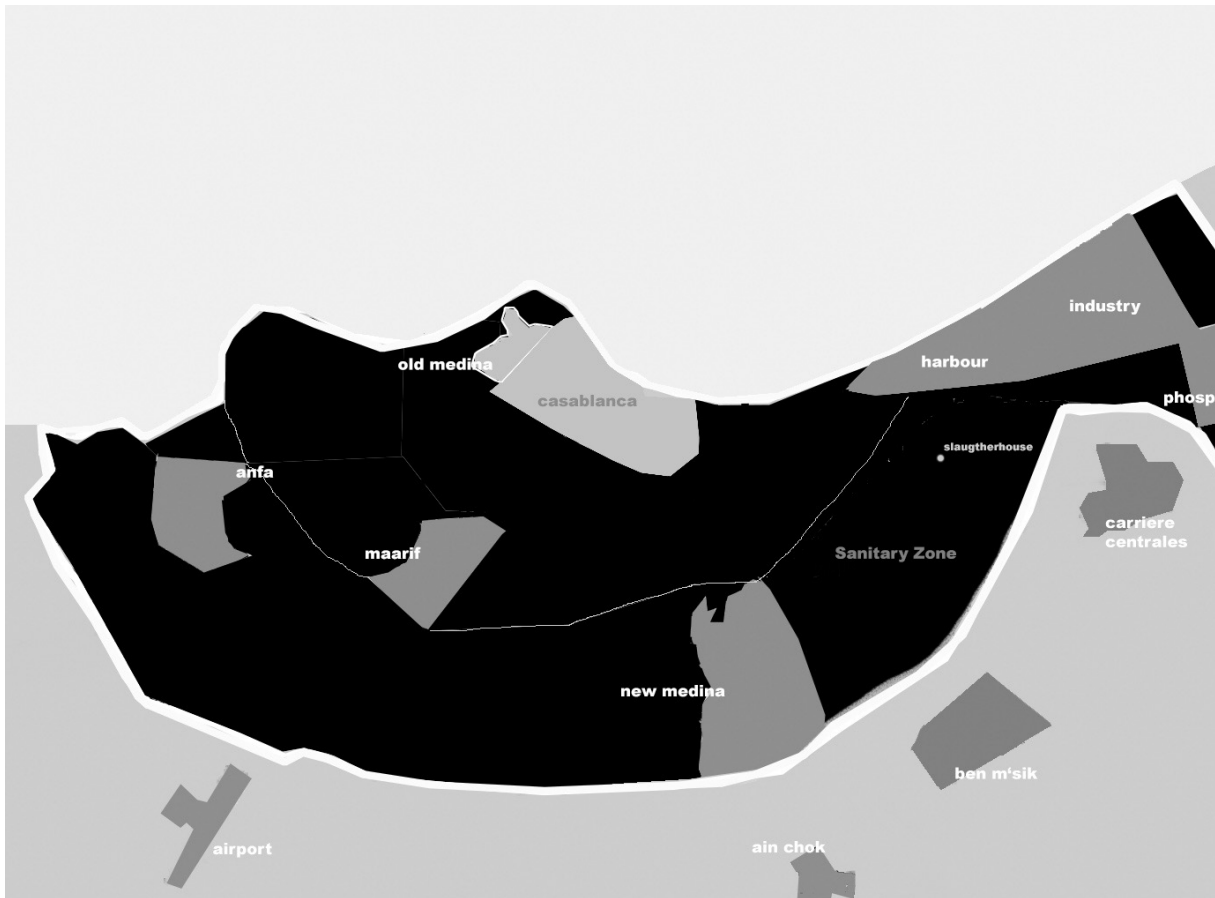 industry
harbour
old medina
casablanca
phosp
slaugtherhouse
anfa
carriere
centrales
maarif
Sanitary Zone
new medina
ben m‘sik
airport
ain chok